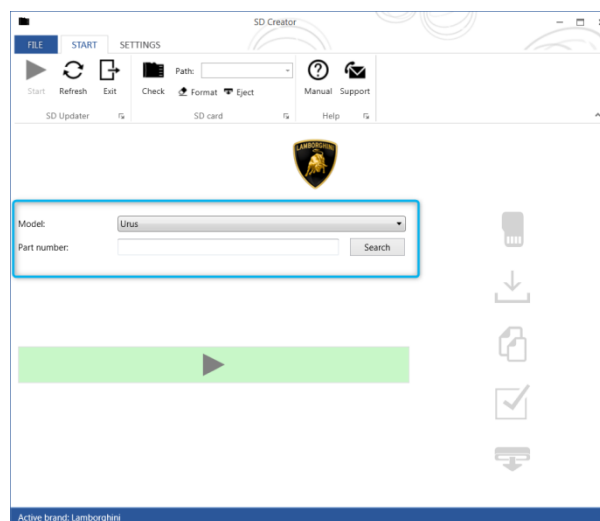 SD Creator
FILE START SETTINGS
Path:
Start Refresh Exit Check Format Eject Manual Support
SD Updater SD card Help
LAMBORGHINI
Model: Urus
Part number: Search
Active brand: Lamborghini